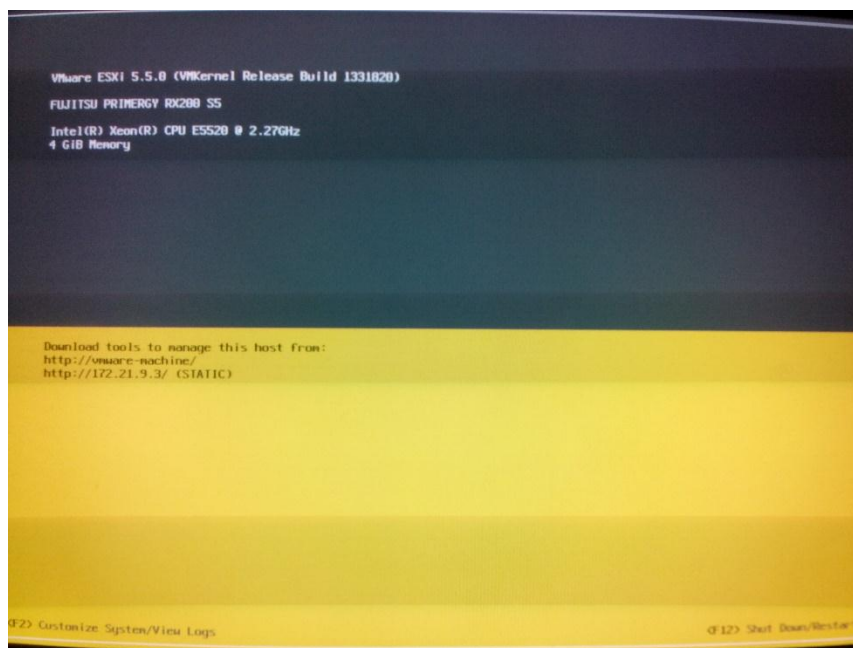 VMware ESXi 5.5.0 (VMKernel Release Build 1331820)
FUJITSU PRIMERGY RX200 S5
Intel(R) Xeon(R) CPU E5520 @ 2.27GHz
4 GiB Memory
Download tools to manage this host from:
http://vmware-machine/
http://172.21.9.3/ (STATIC)
<F2> Customize System/View Logs
<F12> Shut Down/Restar